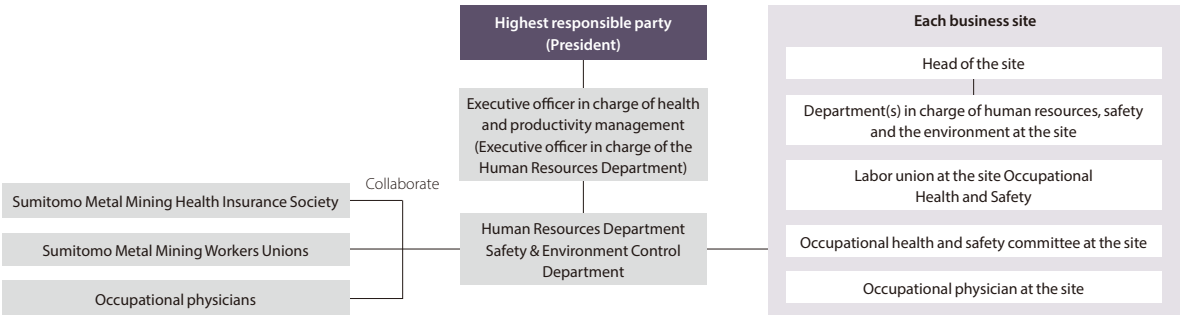 Highest responsible party
(President)
Executive officer in charge of health
and productivity management
(Executive officer in charge of the
Human Resources Department)
Collaborate
Sumitomo Metal Mining Health Insurance Society
Sumitomo Metal Mining Workers Unions
Occupational physicians
Human Resources Department
Safety & Environment Control
Department
Each business site
Head of the site
Department(s) in charge of human resources, safety
and the environment at the site
Labor union at the site Occupational
Health and Safety
Occupational health and safety committee at the site
Occupational physician at the site